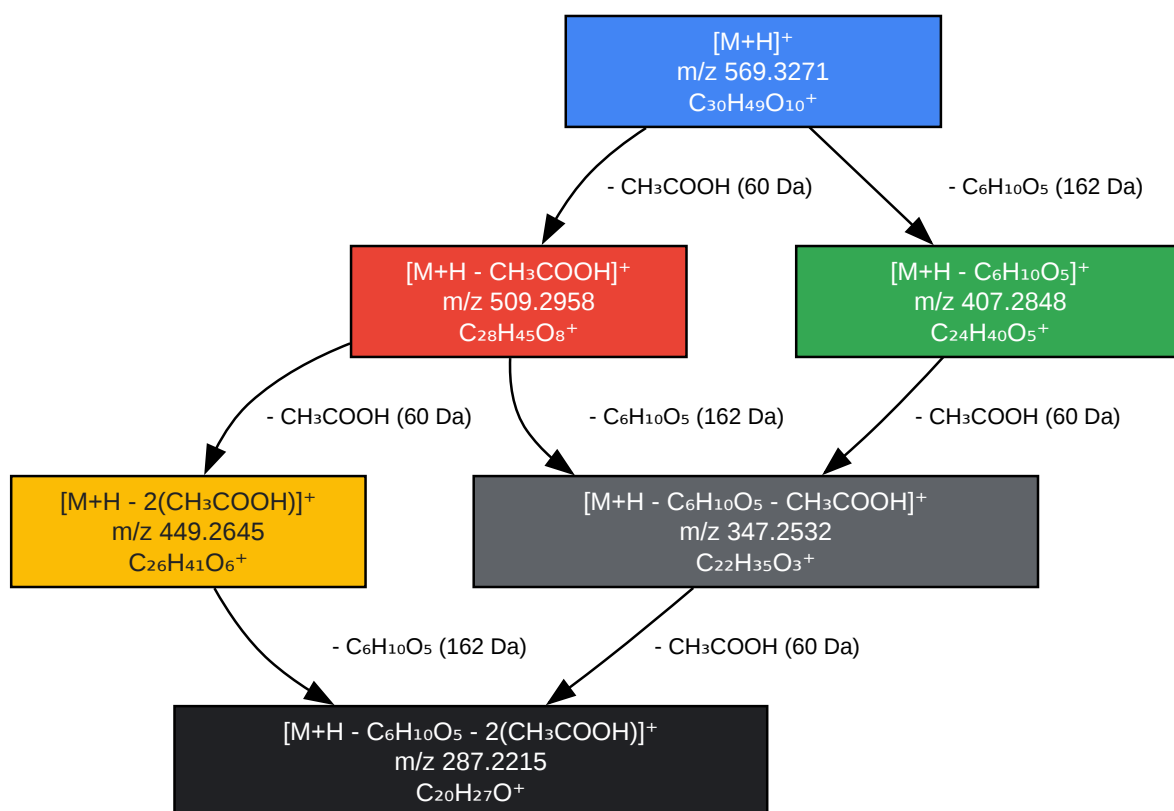 [M+H]⁺
m/z 569.3271
C₃₀H₄₉O₁₀⁺
- CH₃COOH (60 Da)
- C₆H₁₀O₅ (162 Da)
[M+H - CH₃COOH]⁺
m/z 509.2958
C₂₈H₄₅O₈⁺
[M+H - C₆H₁₀O₅]⁺
m/z 407.2848
C₂₄H₄₀O₅⁺
- CH₃COOH (60 Da)
- C₆H₁₀O₅ (162 Da)
- CH₃COOH (60 Da)
[M+H - 2(CH₃COOH)]⁺
m/z 449.2645
C₂₆H₄₁O₆⁺
[M+H - C₆H₁₀O₅ - CH₃COOH]⁺
m/z 347.2532
C₂₂H₃₅O₃⁺
- C₆H₁₀O₅ (162 Da)
- CH₃COOH (60 Da)
[M+H - C₆H₁₀O₅ - 2(CH₃COOH)]⁺
m/z 287.2215
C₂₀H₂₇O⁺